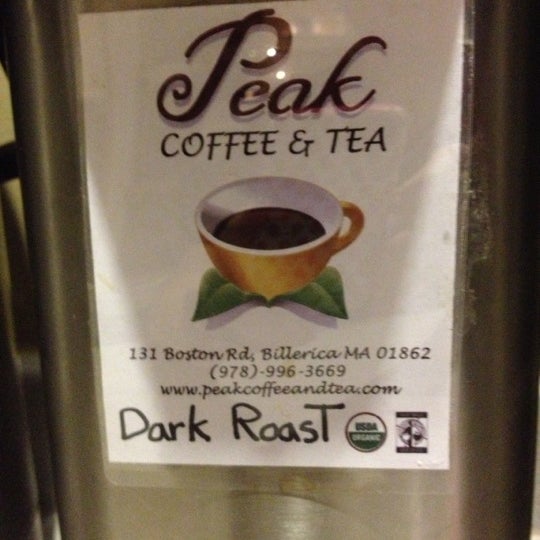 Peak
COFFEE & TEA
131 Boston Rd, Billerica MA 01862
(978)-996-3669
www.peakcoffeeandtea.com
Dark Roast
USDA
ORGANIC